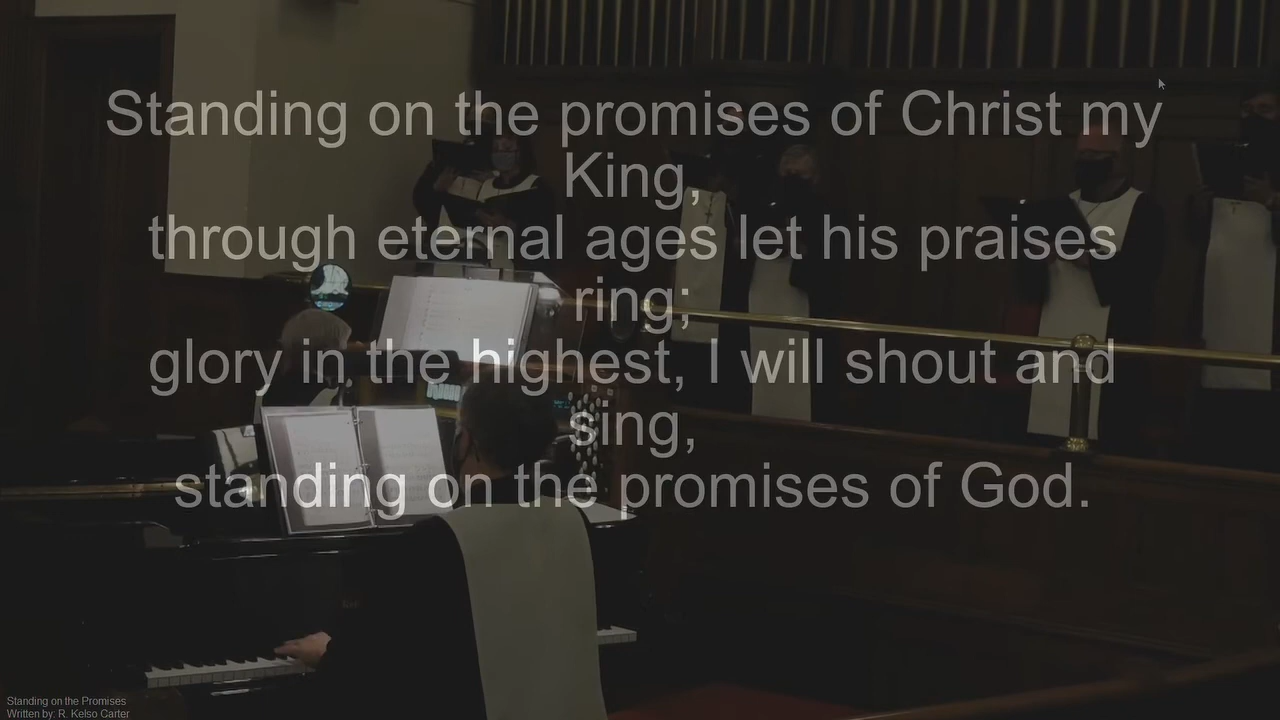 Standing on the promises of Christ my
King,
through eternal ages let his praises
ring;
glory in the highest, I will shout and
sing,
standing on the promises of God.
Standing on the Promises
Written by: R. Kelso Carter